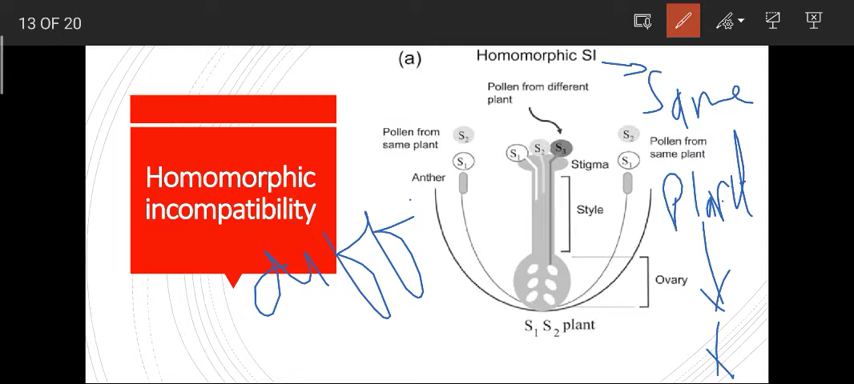 13 OF 20
(a)
Homomorphic SI
Same
Pollen from different
plant
Pollen from
same plant
S2
S1
Anther
S1
S2
S3
Stigma
Style
Ovary
S2
S1
Pollen from
same plant
Plant
Homomorphic
incompatibility
S1 S2 plant